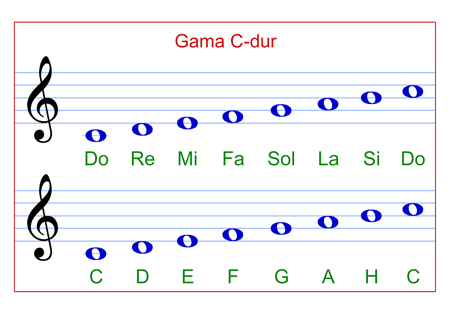 Gama C-dur
Do Re Mi Fa Sol La Si Do
C D E F G A H C